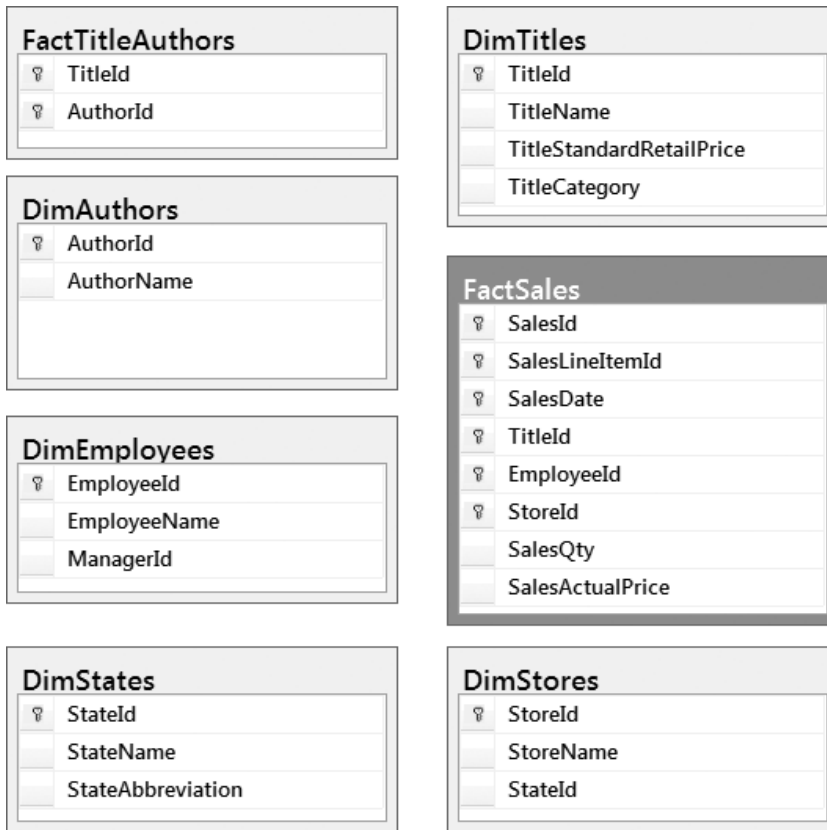 FactTitleAuthors
TitleId
AuthorId
DimAuthors
AuthorId
AuthorName
DimEmployees
EmployeeId
EmployeeName
ManagerId
DimStates
StateId
StateName
StateAbbreviation
DimTitles
TitleId
TitleName
TitleStandardRetailPrice
TitleCategory
FactSales
SalesId
SalesLineItemId
SalesDate
TitleId
EmployeeId
StoreId
SalesQty
SalesActualPrice
DimStores
StoreId
StoreName
StateId